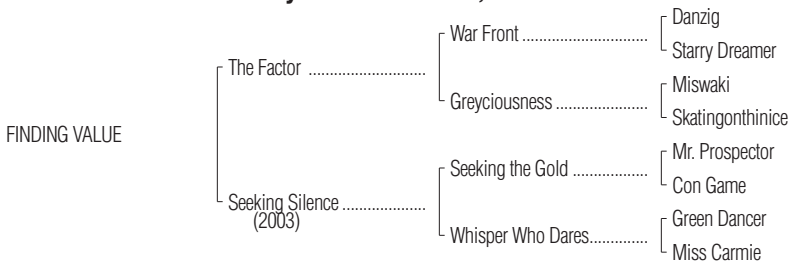 Danzig
War Front ..............................
Starry Dreamer
The Factor ...........................
Miswaki
Greyciousness ......................
Skatingonthinice
FINDING VALUE
Mr. Prospector
Seeking the Gold ..................
Con Game
Seeking Silence ...................
(2003)
Green Dancer
Whisper Who Dares..............
Miss Carmie